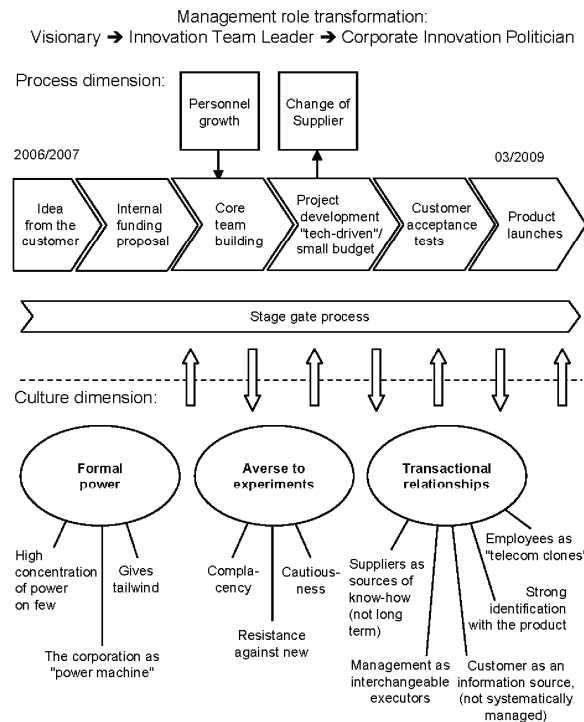 Management role transformation:
Visionary ➔ Innovation Team Leader ➔ Corporate Innovation Politician
Process dimension:
Personnel
growth
Change of
Supplier
2006/2007
03/2009
Idea
from the
customer
Internal
funding
proposal
Core
team
building
Project
development
"tech-driven"/
small budget
Customer
acceptance
tests
Product
launches
Stage gate process
Culture dimension:
Formal
power
Averse to
experiments
Transactional
relationships
High
concentration
of power
on few
Gives
tailwind
The corporation as
"power machine"
Compla-
cency
Cautious-
ness
Resistance
against new
Suppliers as
sources of
know-how
(not long
term)
Employees as
"telecom clones"
Strong
identification
with the product
Management as
interchangeable
executors
Customer as an
information source,
(not systematically
managed)